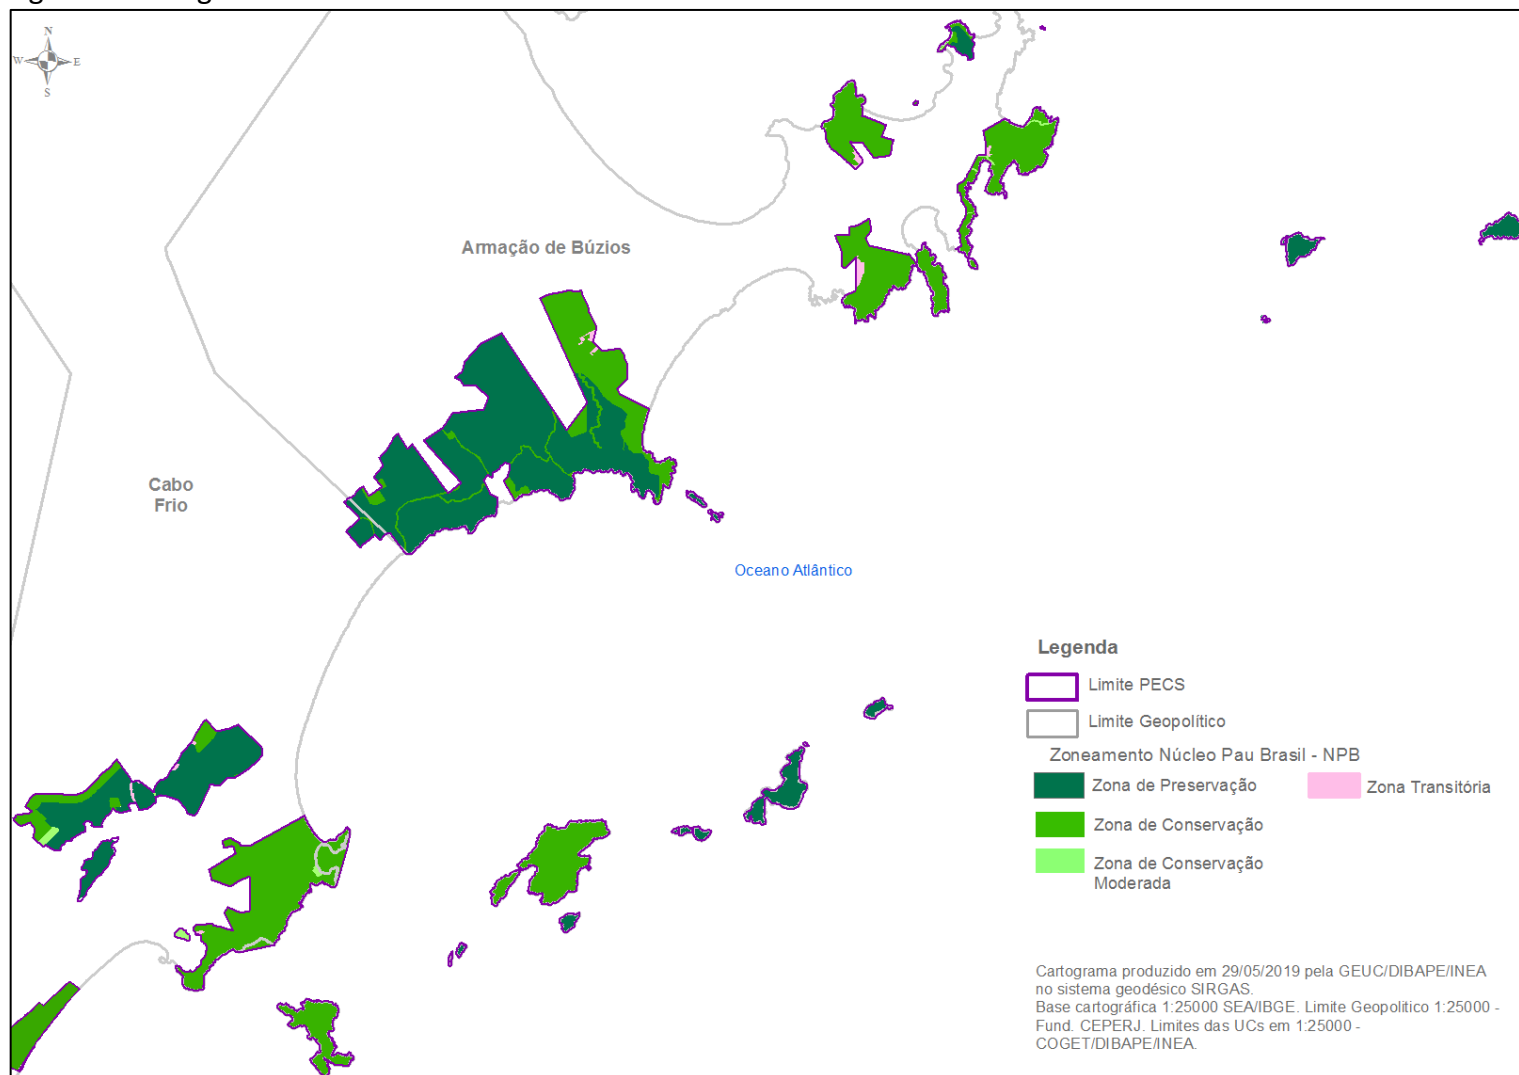 N
W E
S
Armação de Búzios
Cabo
Frio
Oceano Atlântico
Legenda
Limite PECS
Limite Geopolítico
Zoneamento Núcleo Pau Brasil - NPB
Zona de Preservação
Zona Transitória
Zona de Conservação
Zona de Conservação
Moderada
Cartograma produzido em 29/05/2019 pela GEUC/DIBAPE/INEA
no sistema geodésico SIRGAS.
Base cartográfica 1:25000 SEA/IBGE. Limite Geopolítico 1:25000 -
Fund. CEPERJ. Limites das UCs em 1:25000 -
COGET/DIBAPE/INEA.